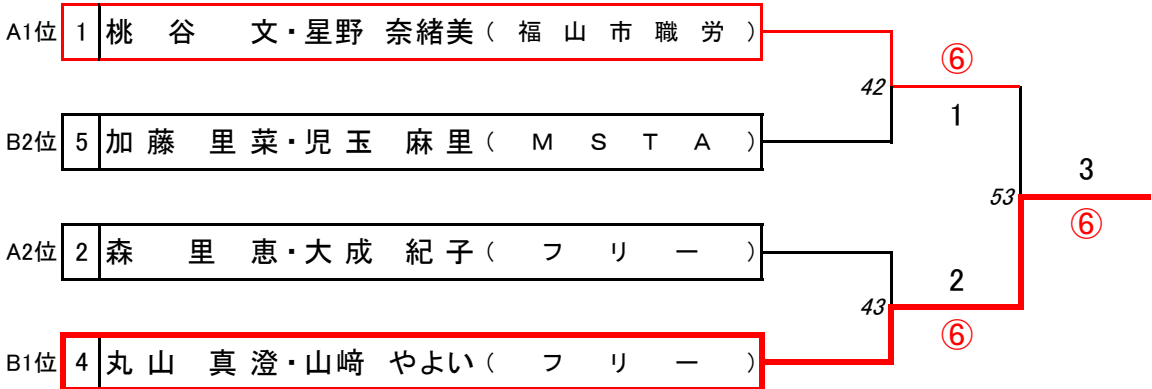 A1位 1 桃 谷 文・星野 奈緒美 ( 福 山 市 職 労 )
⑥
42
1
B2位 5 加 藤 里 菜・児 玉 麻 里 ( M S T A )
3
53
⑥
A2位 2 森 里 恵・大 成 紀 子 ( フ リ ー )
2
43
⑥
B1位 4 丸 山 真 澄・山﨑 やよい ( フ リ ー )